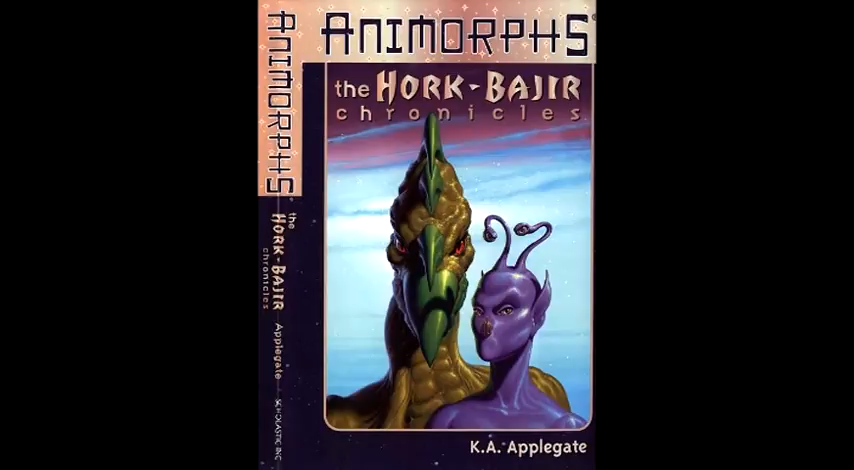 ANIMORPHS
the HORK-BAJIR
chronicles
K.A. Applegate
ANIMORPHS
the HORK-BAJIR
chronicles
Applegate
SCHOLASTIC INC